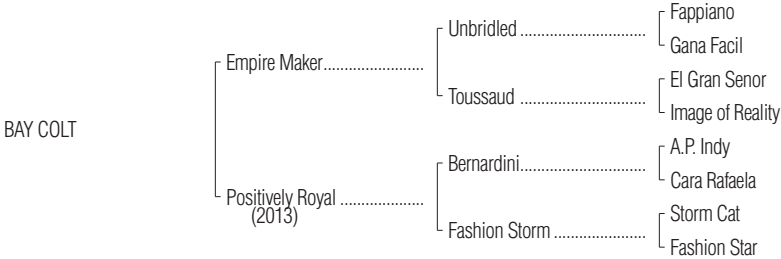 Fappiano
Unbridled ............................
Gana Facil
Empire Maker.......................
El Gran Senor
Toussaud ............................
Image of Reality
BAY COLT
A.P. Indy
Bernardini............................
Cara Rafaela
Positively Royal ...................
(2013)
Storm Cat
Fashion Storm ....................
Fashion Star